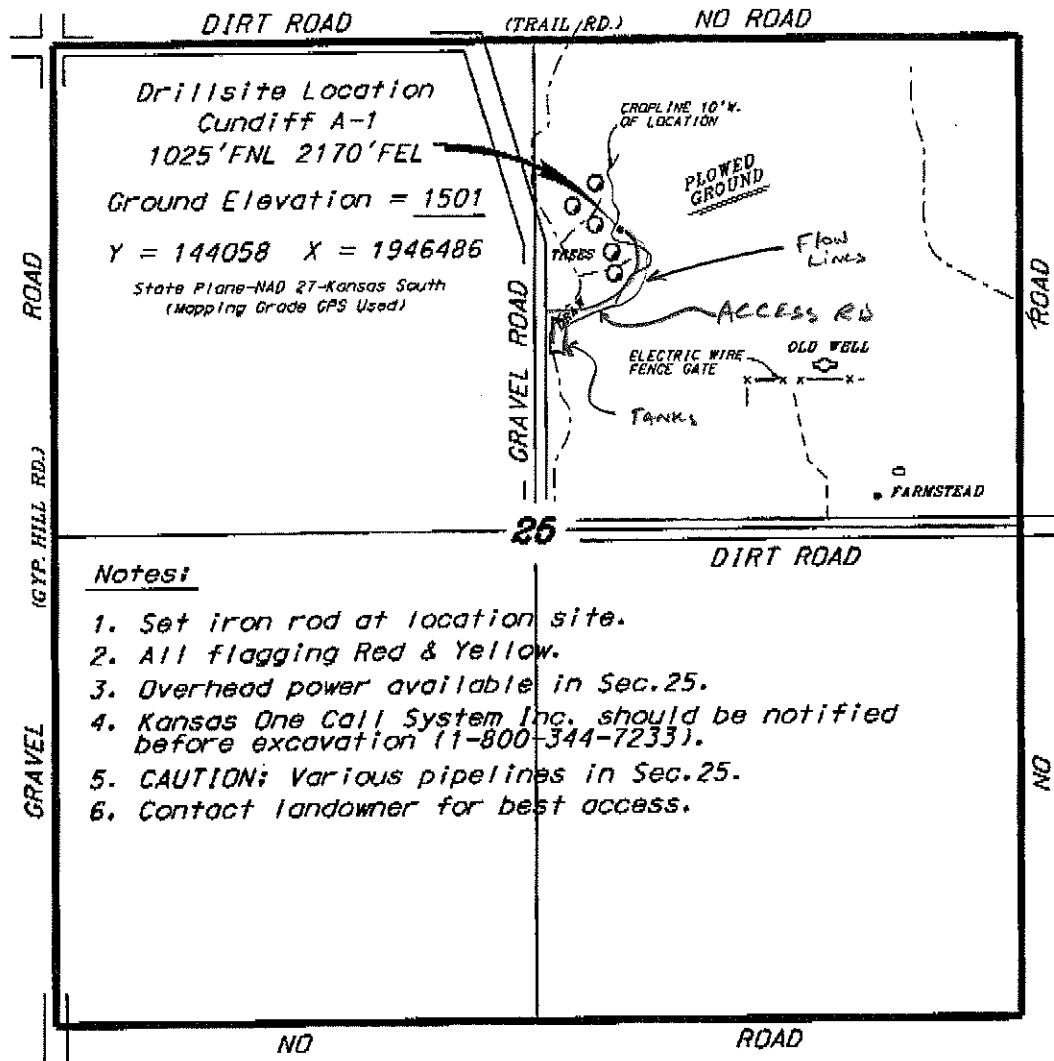 DIRT ROAD
(TRAIL/RD.)
NO ROAD
Drillsite Location
Cundiff A-1
1025'FNL 2170'FEL
Ground Elevation = 1501
Y = 144058 X = 1946486
State Plane-NAD 27-Kansas South
(Mapping Grade GPS Used)
CROPLINE 10'W.
OF LOCATION
PLOWED
GROUND
TREES
FLOW
LINES
ACCESS RD
OLD WELL
ELECTRIC WIRE
FENCE GATE
TANKS
FARMSTEAD
GRAVEL ROAD
ROAD
(GYP. HILL RD.)
GRAVEL
ROAD
NO
25
DIRT ROAD
Notes:
1. Set iron rod at location site.
2. All flagging Red & Yellow.
3. Overhead power available in Sec.25.
4. Kansas One Call System Inc. should be notified
before excavation (1-800-344-7233).
5. CAUTION: Various pipelines in Sec.25.
6. Contact landowner for best access.
NO
ROAD